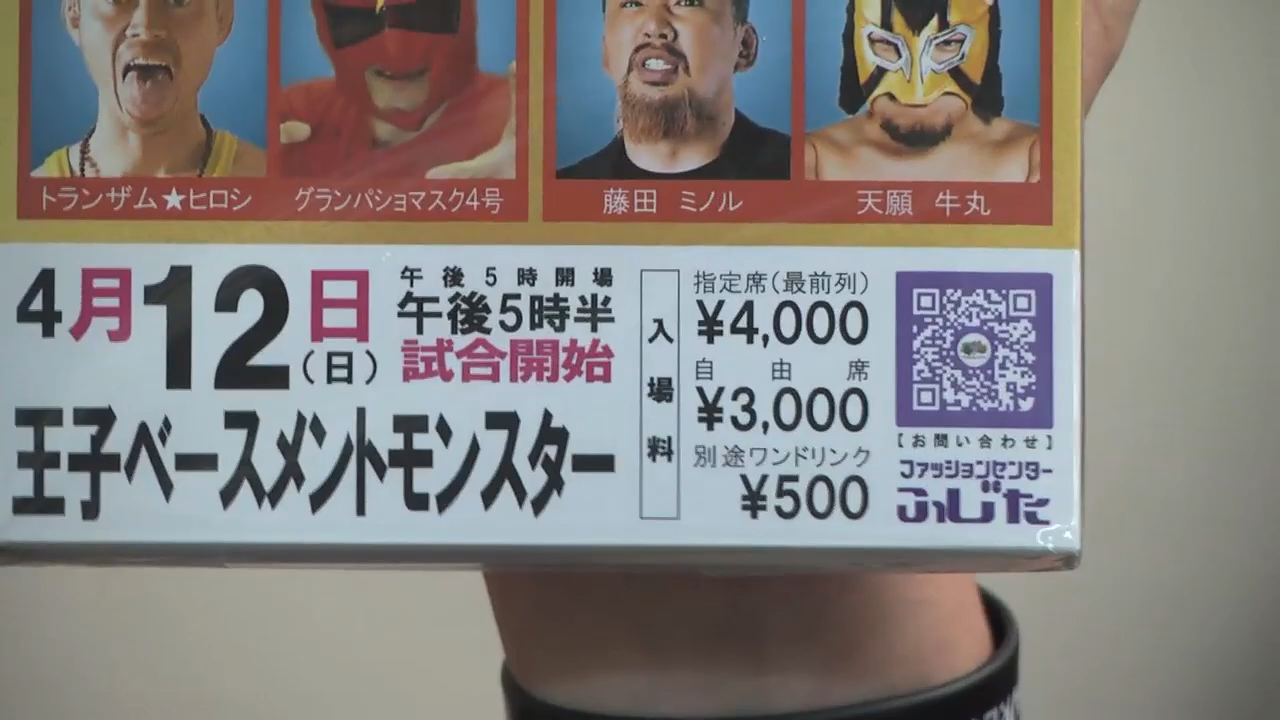 トランザム★ヒロシ
グランパショマスク4号
藤田 ミノル
天願 牛丸
4月12日(日)
午後5時開場
午後5時半
試合開始
王子ベースメントモンスター
入場料
指定席(最前列)
¥4,000
自由席
¥3,000
別途ワンドリンク
¥500
【お問い合わせ】
ファッションセンター
ふじた